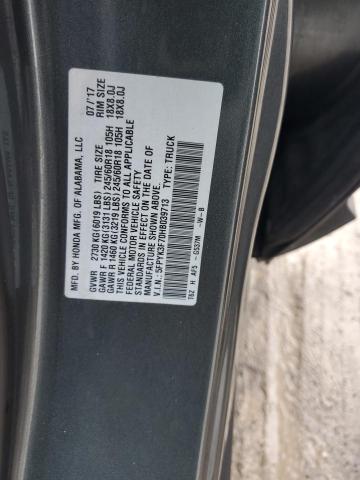 MFD. BY HONDA MFG. OF ALABAMA, LLC 07/'17
GVWR 2730 KG(6019 LBS) TIRE SIZE RIM SIZE
GAWR F 1420 KG(3131 LBS) 245/60R18 105H 18X8.0J
GAWR R 1460 KG(3219 LBS) 245/60R18 105H 18X8.0J
THIS VEHICLE CONFORMS TO ALL APPLICABLE
FEDERAL MOTOR VEHICLE SAFETY
STANDARDS IN EFFECT ON THE DATE OF
MANUFACTURE SHOWN ABOVE.
V.I.N.: 5FPYK3F70HB039713 TYPE: TRUCK
T6Z H AF5 -W-B